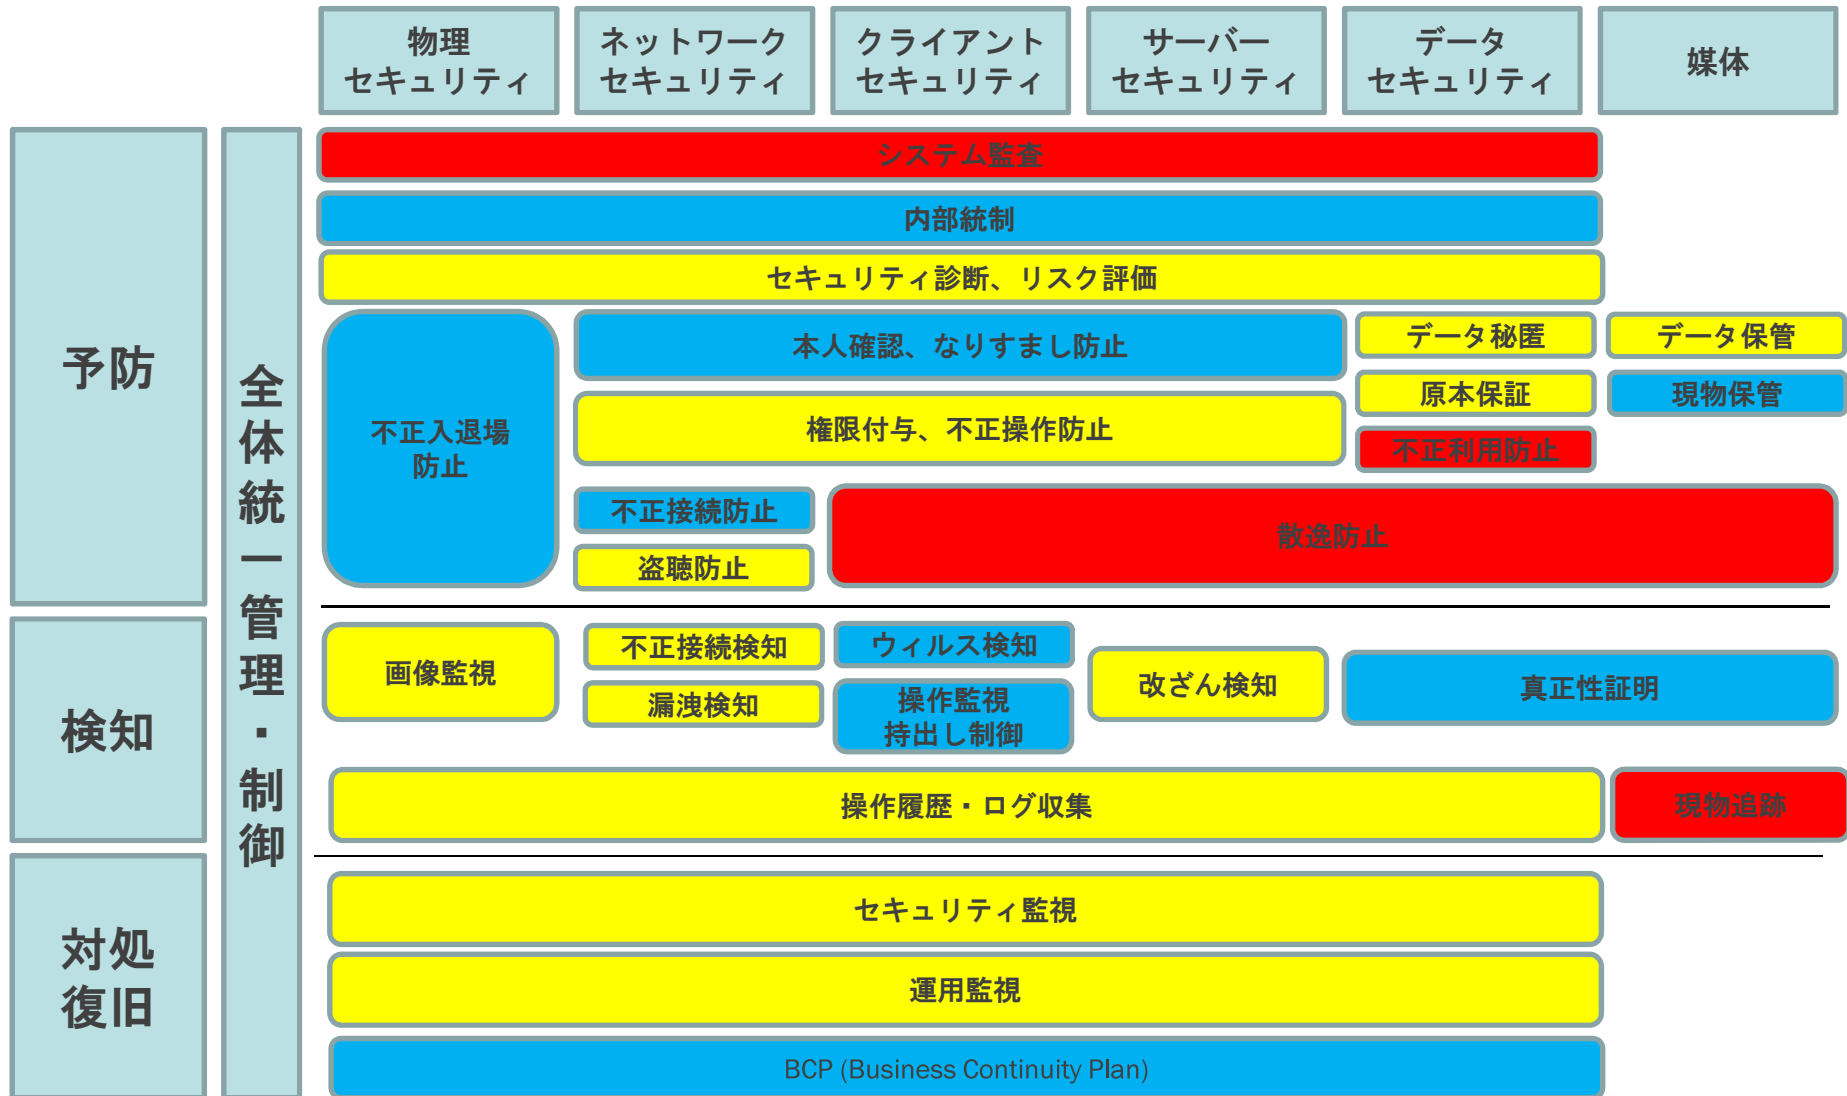 物理
セキュリティ
ネットワーク
セキュリティ
クライアント
セキュリティ
サーバー
セキュリティ
データ
セキュリティ
媒体
予防
全体統一管理・制御
システム監査
内部統制
セキュリティ診断、リスク評価
不正入退場
防止
本人確認、なりすまし防止
データ秘匿
データ保管
原本保証
現物保管
権限付与、不正操作防止
不正利用防止
不正接続防止
散逸防止
盗聴防止
検知
画像監視
不正接続検知
漏洩検知
ウィルス検知
操作監視
持出し制御
改ざん検知
真正性証明
操作履歴・ログ収集
現物追跡
対処
復旧
セキュリティ監視
運用監視
BCP (Business Continuity Plan)